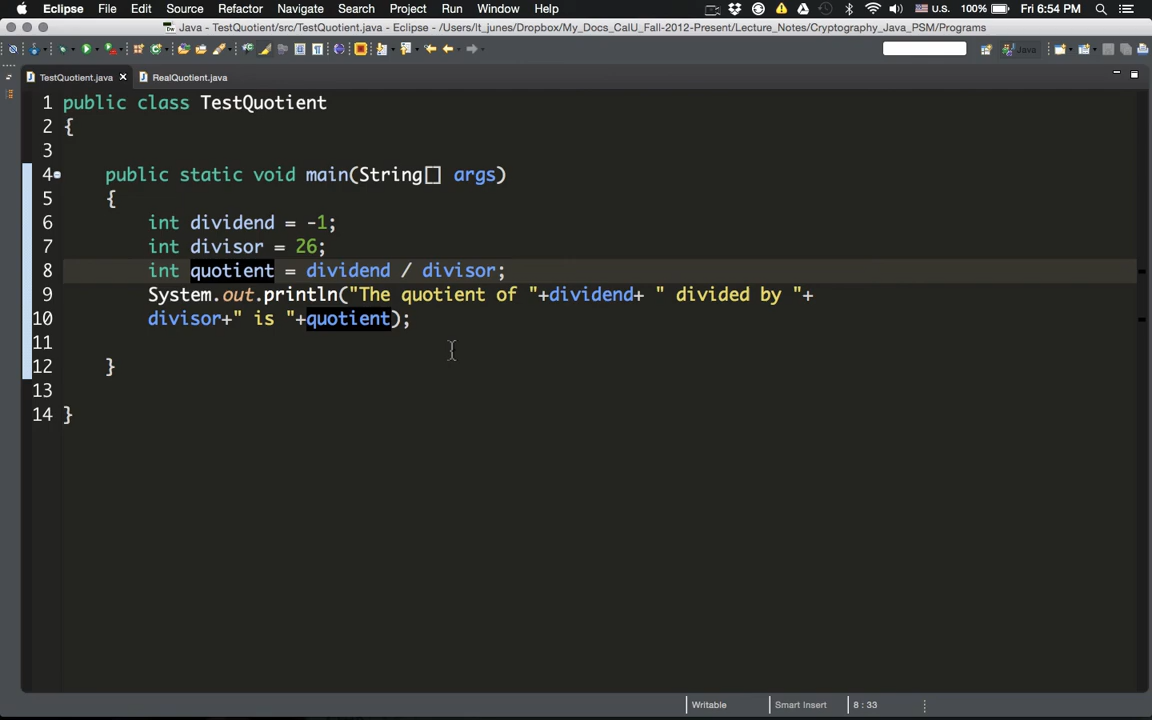 Eclipse File Edit Source Refactor Navigate Search Project Run Window Help U.S. 100% Fri 6:54 PM
Java - TestQuotient/src/TestQuotient.java - Eclipse - /Users/lt_junes/Dropbox/My_Docs_CalU_Fall-2012-Present/Lecture_Notes/Cryptography_Java_PSM/Programs
Java
TestQuotient.java RealQuotient.java
1 public class TestQuotient
2 {
3
4 public static void main(String[] args)
5 {
6 int dividend = -1;
7 int divisor = 26;
8 int quotient = dividend / divisor;
9 System.out.println("The quotient of "+dividend+ " divided by "+
10 divisor+" is "+quotient);
11
12 }
13
14 }
Writable Smart Insert 8 : 33